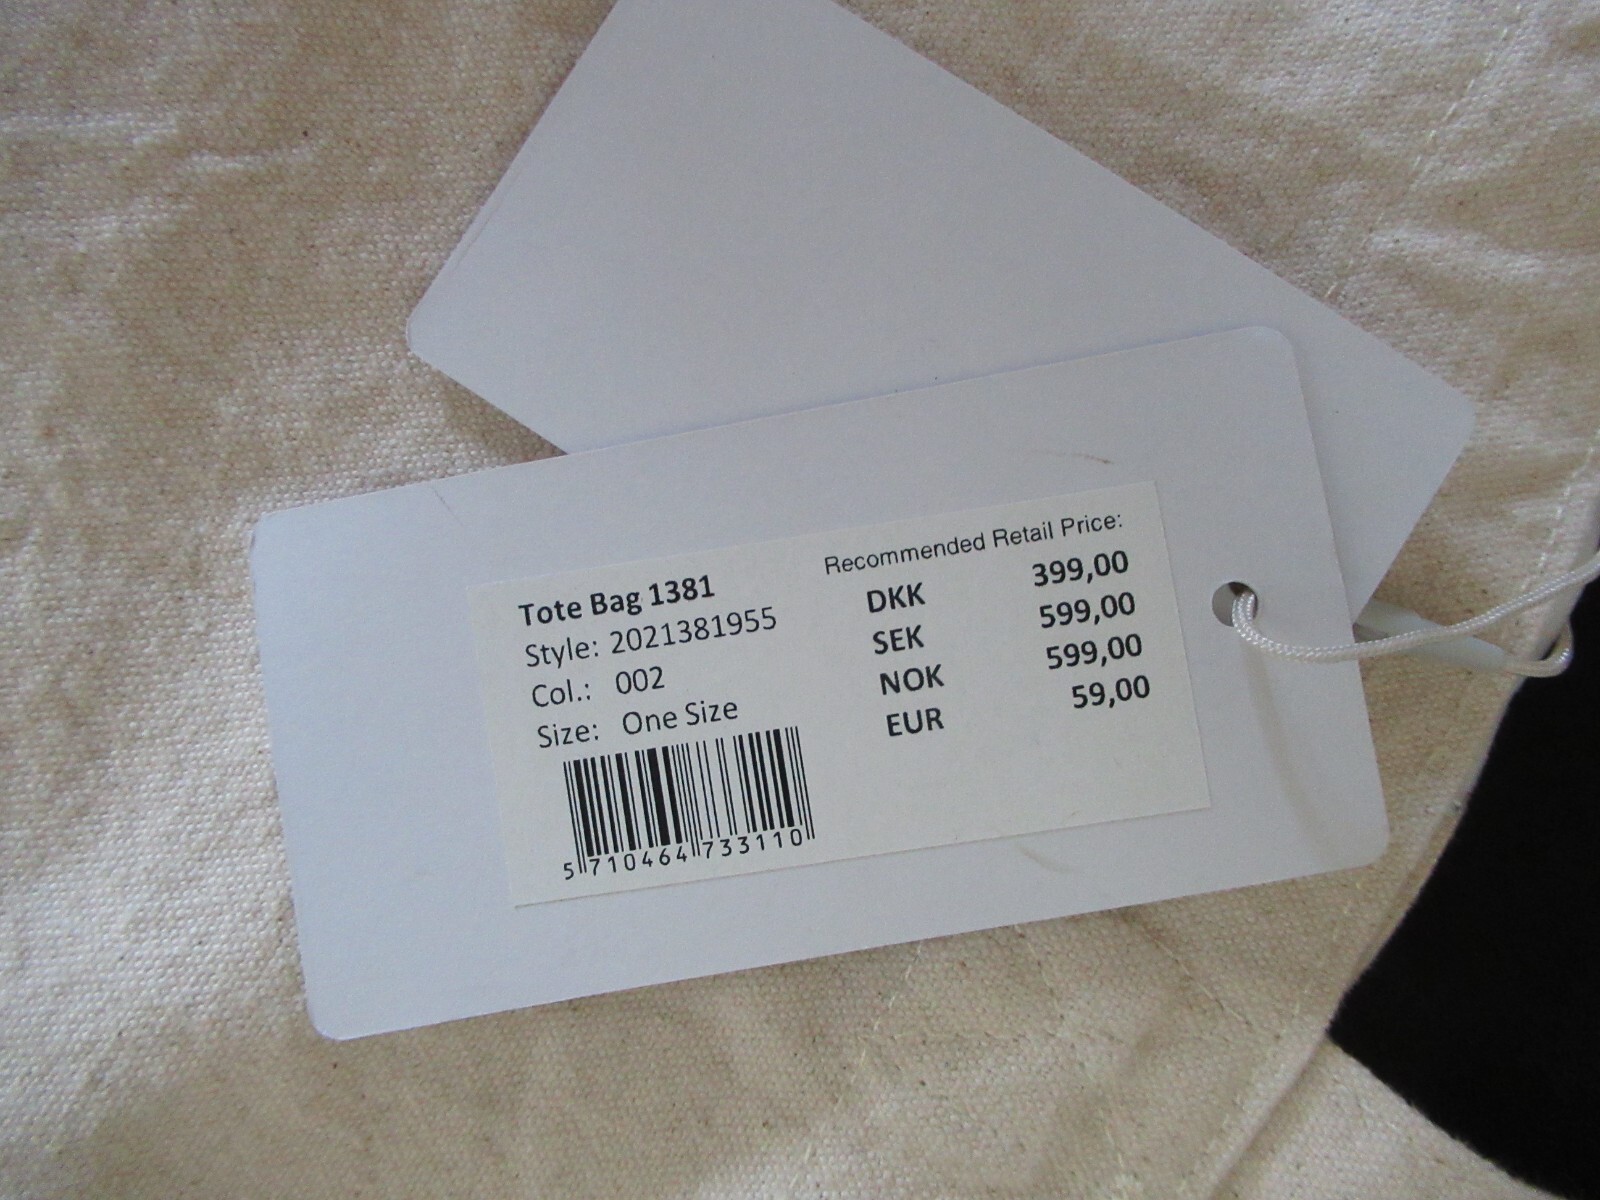 Tote Bag 1381
Style: 2021381955
Col.: 002
Size: One Size
5 710464 733110
Recommended Retail Price:
DKK 399,00
SEK 599,00
NOK 599,00
EUR 59,00